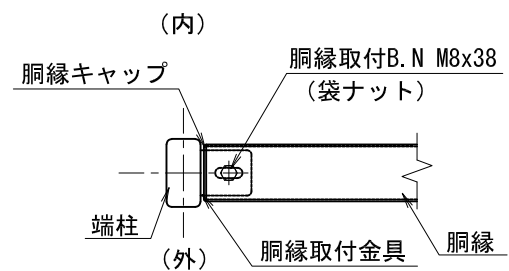 （内）
胴縁取付B.N M8x38
（袋ナット）
胴縁キャップ
端柱
（外）
胴縁取付金具
胴縁